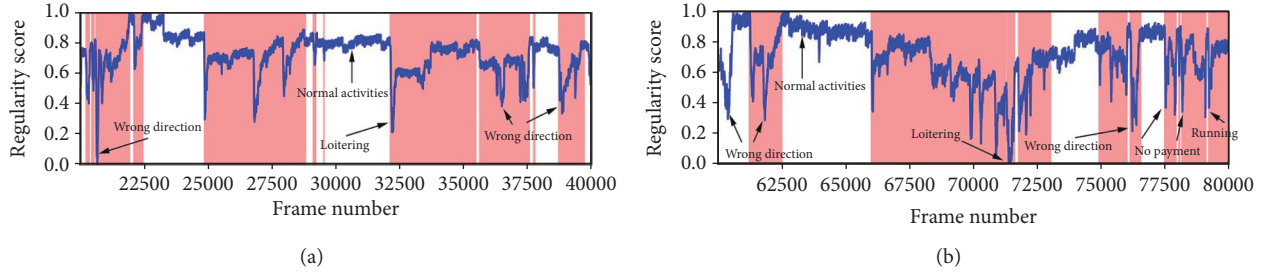 (a)
Regularity score
1.0
0.8
0.6
0.4
0.2
0.0
Wrong direction
Normal activities
Loitering
Wrong direction
22500 25000 27500 30000 32500 35000 37500 40000
Frame number
(a)
(b)
Regularity score
1.0
0.8
0.6
0.4
0.2
0.0
Normal activities
Wrong direction
Loitering
Wrong direction
No payment
Running
62500 65000 67500 70000 72500 75000 77500 80000
Frame number
(b)